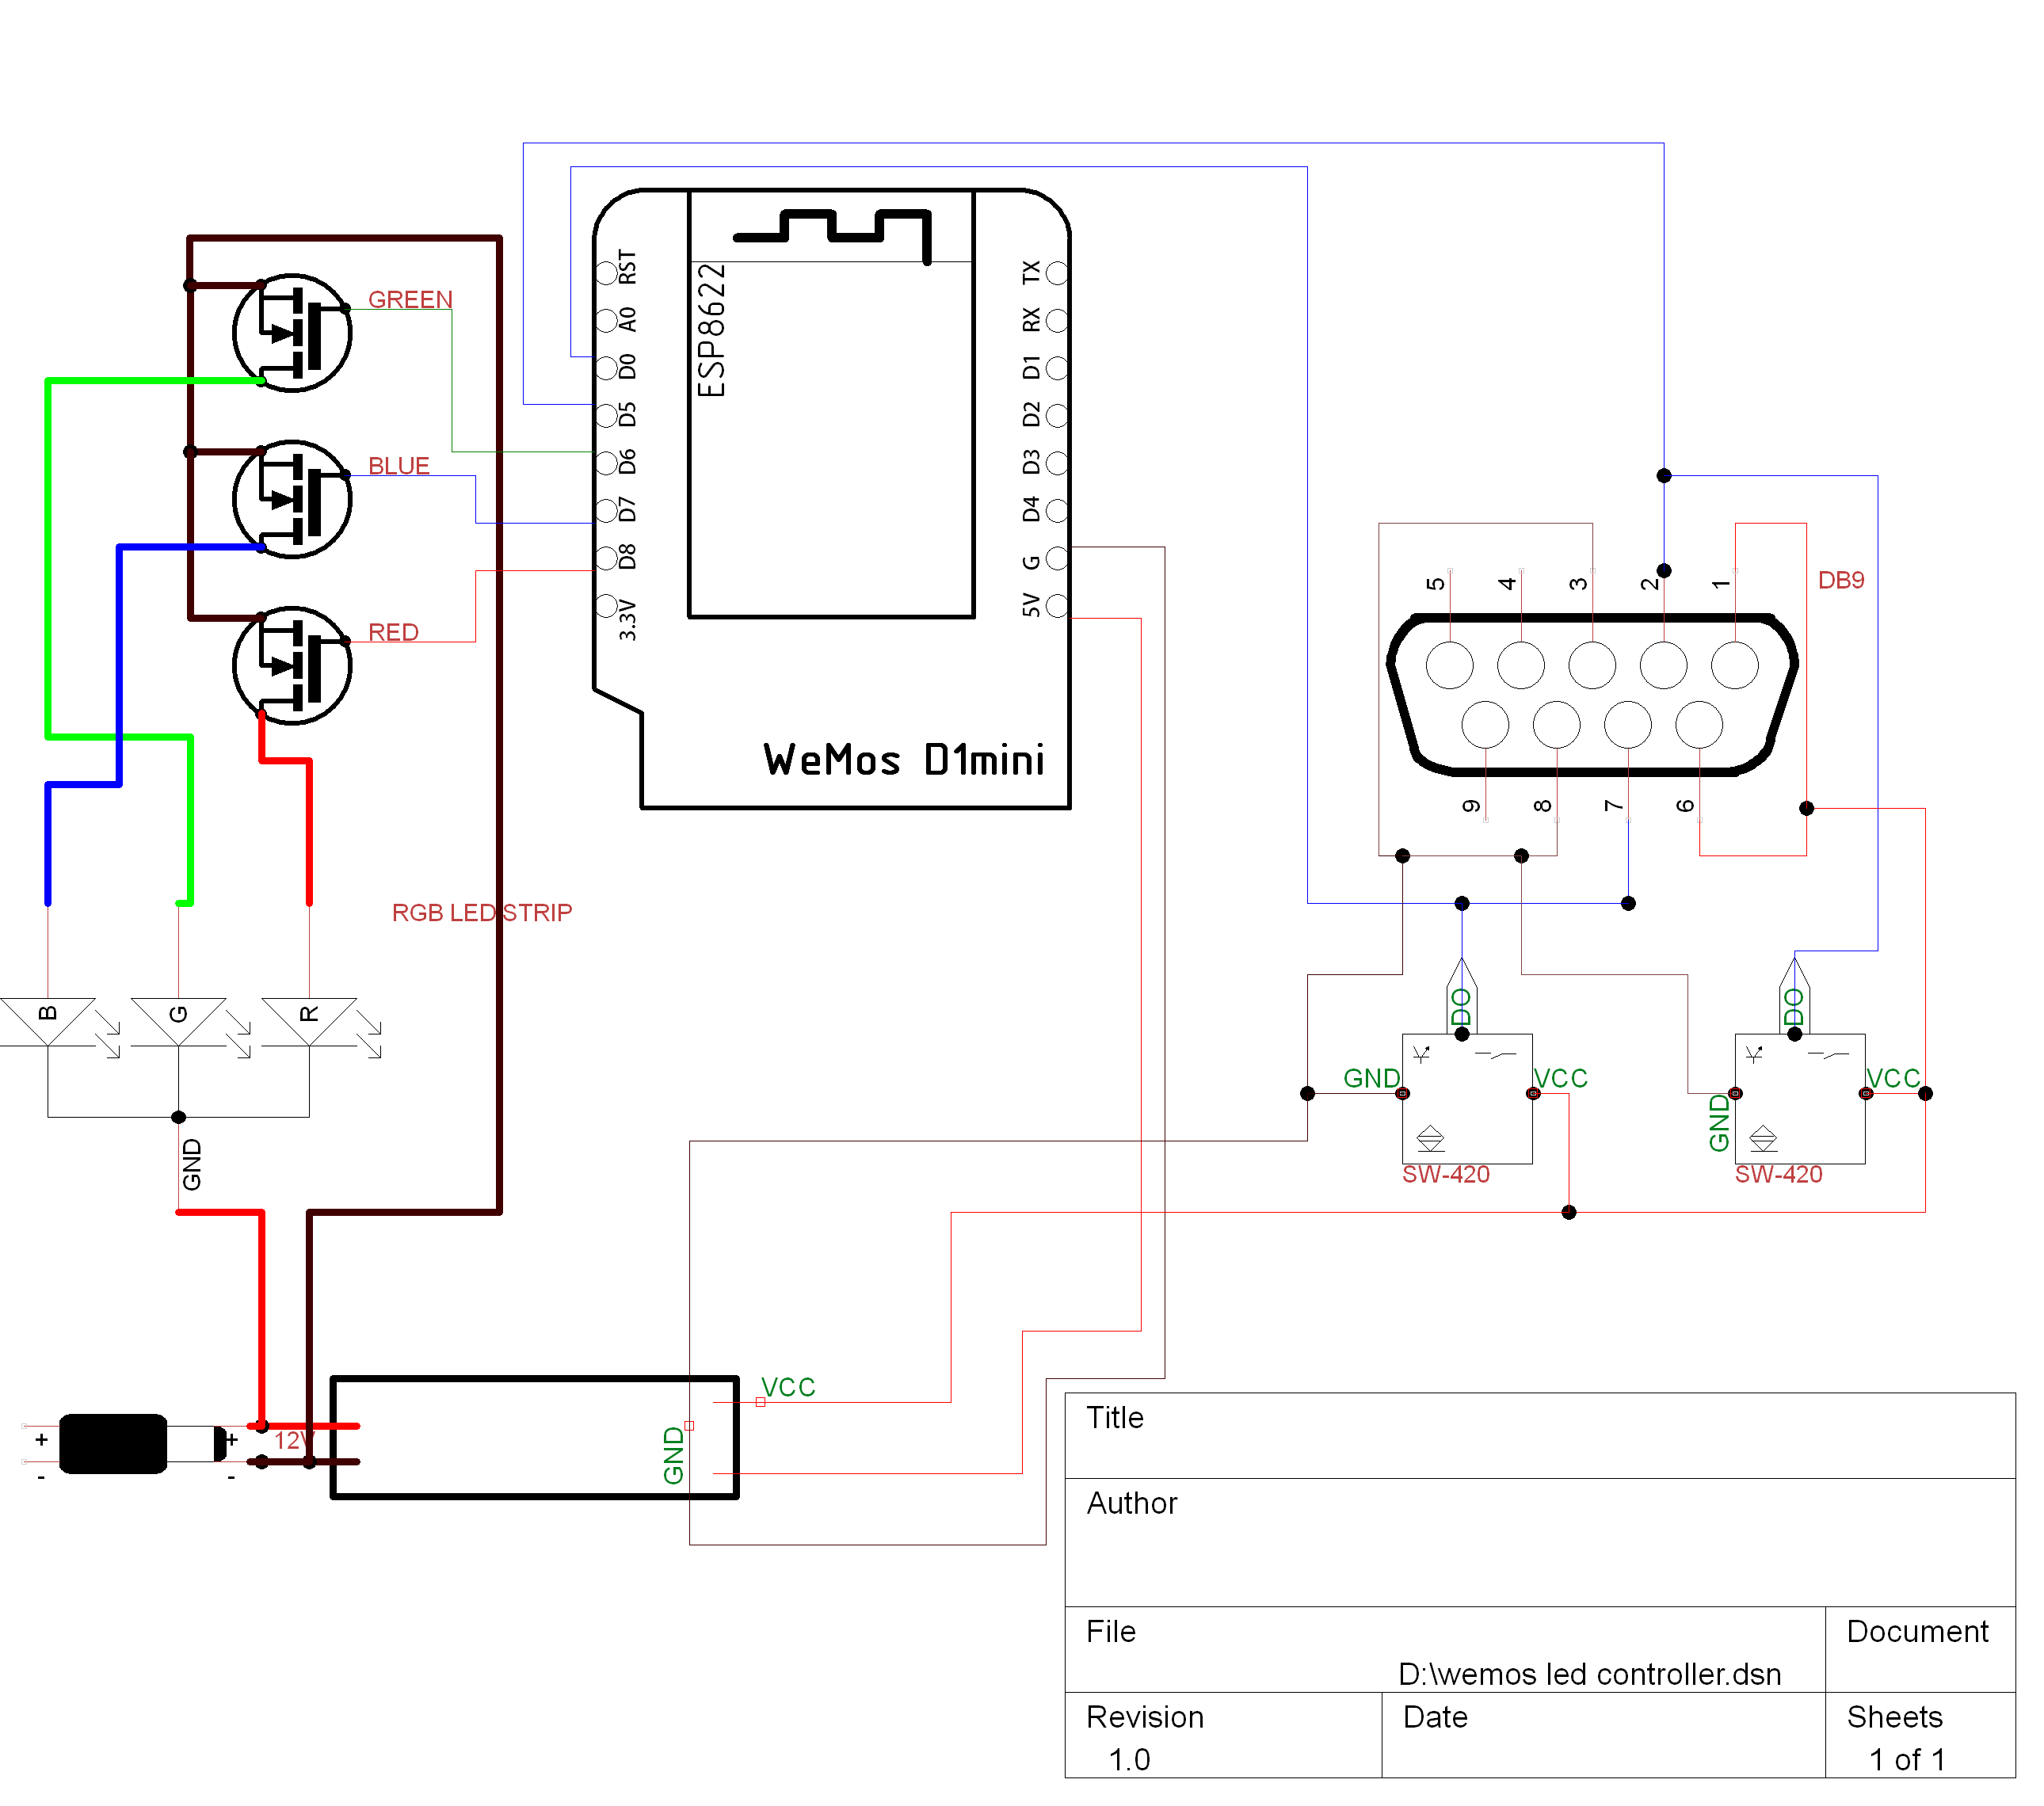 GREEN
BLUE
RED
RST
A0
D0
D5
D6
D7
D8
3.3V
ESP8622
TX
RX
D1
D2
D3
D4
G
5V
WeMos D1mini
5
4
3
2
1
DB9
9
8
7
6
RGB LED STRIP
B
G
R
GND
DO
GND
VCC
SW-420
DO
GND
VCC
SW-420
+
-
+
-
12V
VCC
GND
Title
Author
File
D:\wemos led controller.dsn
Document
Revision
1.0
Date
Sheets
1 of 1